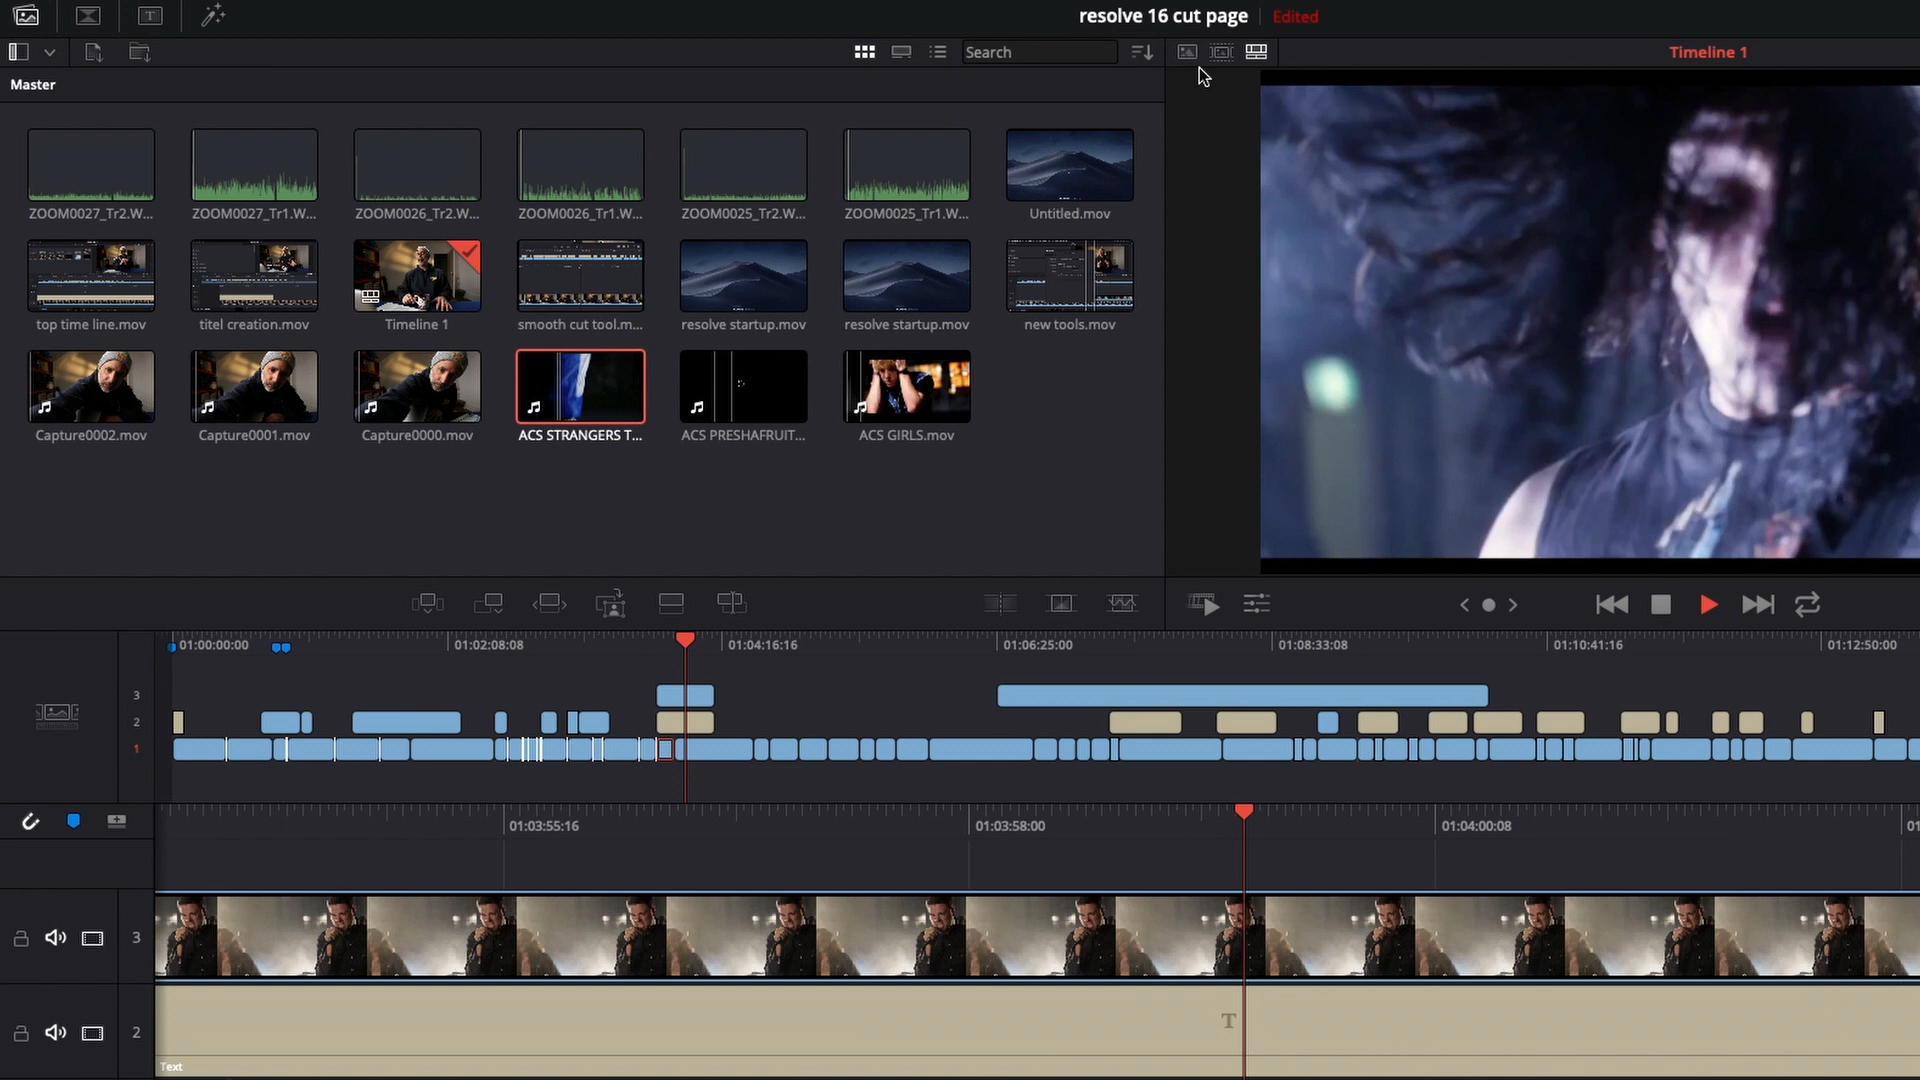 resolve 16 cut page Edited
Search
Timeline 1
Master
ZOOM0027_Tr2.W... ZOOM0027_Tr1.W... ZOOM0026_Tr2.W... ZOOM0026_Tr1.W... ZOOM0025_Tr2.W... ZOOM0025_Tr1.W... Untitled.mov
top time line.mov titel creation.mov Timeline 1 smooth cut tool.m... resolve startup.mov resolve startup.mov new tools.mov
Capture0002.mov Capture0001.mov Capture0000.mov ACS STRANGERS T... ACS PRESHAFRUIT... ACS GIRLS.mov
01:00:00:00 01:02:08:08 01:04:16:16 01:06:25:00 01:08:33:08 01:10:41:16 01:12:50:00
3
2
1
01:03:55:16 01:03:58:00 01:04:00:08 01
3
2
T
Text